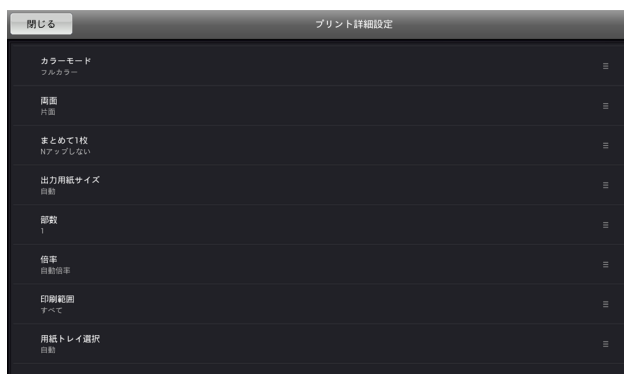 閉じる
プリント詳細設定
カラーモード
フルカラー
両面
片面
まとめて1枚
Nアップしない
出力用紙サイズ
自動
部数
1
倍率
自動倍率
印刷範囲
すべて
用紙トレイ選択
自動